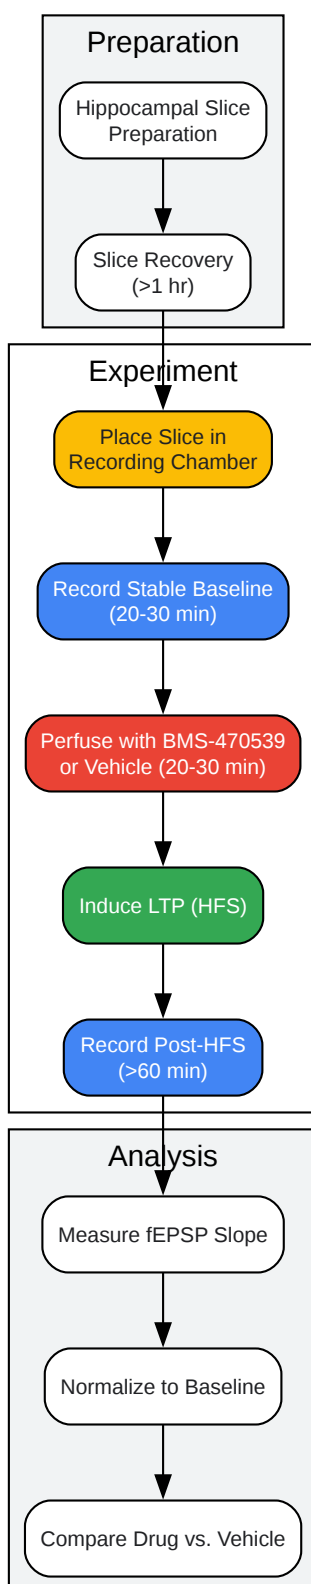 Preparation
Hippocampal Slice
Preparation
Slice Recovery
(>1 hr)
Experiment
Place Slice in
Recording Chamber
Record Stable Baseline
(20-30 min)
Perfuse with BMS-470539
or Vehicle (20-30 min)
Induce LTP (HFS)
Record Post-HFS
(>60 min)
Analysis
Measure fEPSP Slope
Normalize to Baseline
Compare Drug vs. Vehicle